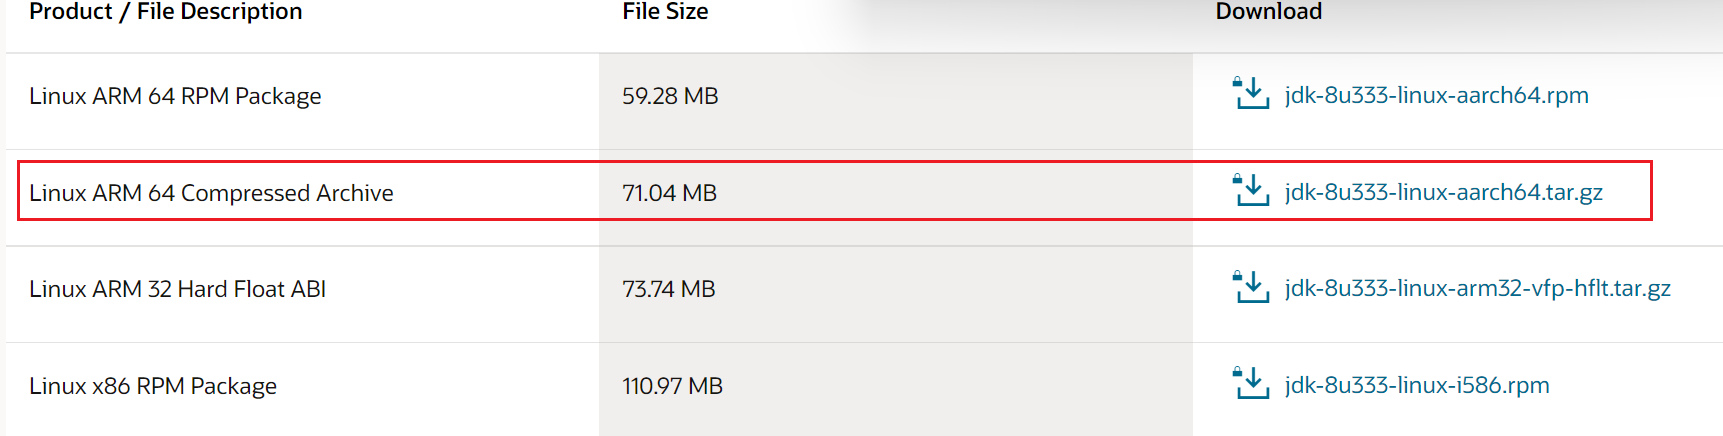 Product / File Description File Size Download
Linux ARM 64 RPM Package 59.28 MB jdk-8u333-linux-aarch64.rpm
Linux ARM 64 Compressed Archive 71.04 MB jdk-8u333-linux-aarch64.tar.gz
Linux ARM 32 Hard Float ABI 73.74 MB jdk-8u333-linux-arm32-vfp-hflt.tar.gz
Linux x86 RPM Package 110.97 MB jdk-8u333-linux-i586.rpm